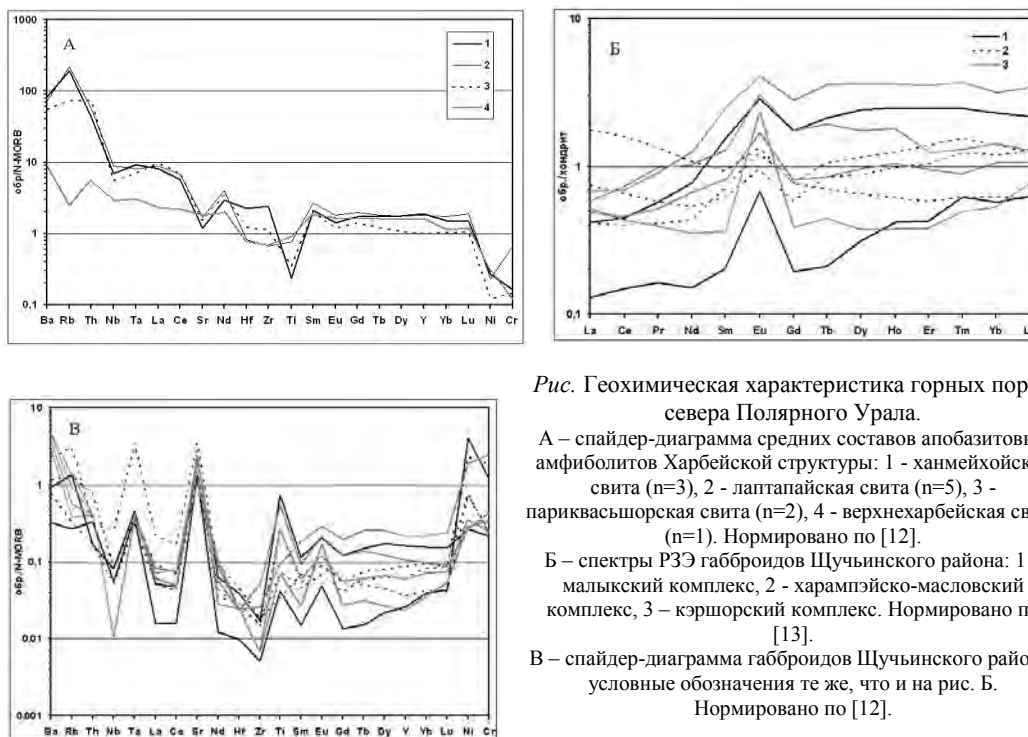 1000
100
10
1
0,1
обр/N-MORB
А
1
2
3
4
Ba Rb Th Nb Ta La Ce Sr Nd Hf Zr Ti Sm Eu Gd Tb Dy Y Yb Lu Ni Cr
10
1
0,1
обр./хондрит
Б
1
2
3
La Ce Pr Nd Sm Eu Gd Tb Dy Ho Er Tm Yb L
10
1
0,1
0,01
0,001
обр./N-MORB
В
Ba Rb Th Nb Ta La Ce Sr Nd Hf Zr Ti Sm Eu Gd Tb Dy Y Yb Lu Ni Cr
Рис. Геохимическая характеристика горных пор
севера Полярного Урала.
А – спайдер-диаграмма средних составов апобазитовы
амфиболитов Харбейской структуры: 1 - ханмейхойск
свита (n=3), 2 - лаптапайская свита (n=5), 3 -
париквасьшорская свита (n=2), 4 - верхнехарбейская сви
(n=1). Нормировано по [12].
Б – спектры РЗЭ габброидов Щучьинского района: 1
малыкский комплекс, 2 - харампэйско-масловский
комплекс, 3 – кэршорский комплекс. Нормировано п
[13].
В – спайдер-диаграмма габброидов Щучьинского райо
условные обозначения те же, что и на рис. Б.
Нормировано по [12].